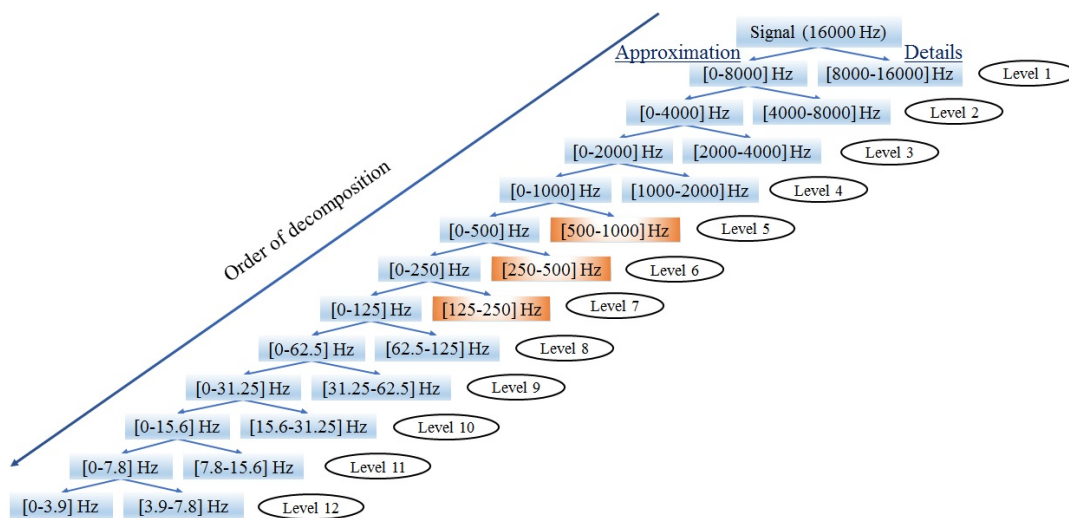 Signal (16000 Hz)
Approximation Details
[0-8000] Hz [8000-16000] Hz Level 1
[0-4000] Hz [4000-8000] Hz Level 2
[0-2000] Hz [2000-4000] Hz Level 3
[0-1000] Hz [1000-2000] Hz Level 4
[0-500] Hz [500-1000] Hz Level 5
[0-250] Hz [250-500] Hz Level 6
[0-125] Hz [125-250] Hz Level 7
[0-62.5] Hz [62.5-125] Hz Level 8
[0-31.25] Hz [31.25-62.5] Hz Level 9
[0-15.6] Hz [15.6-31.25] Hz Level 10
[0-7.8] Hz [7.8-15.6] Hz Level 11
[0-3.9] Hz [3.9-7.8] Hz Level 12
Order of decomposition